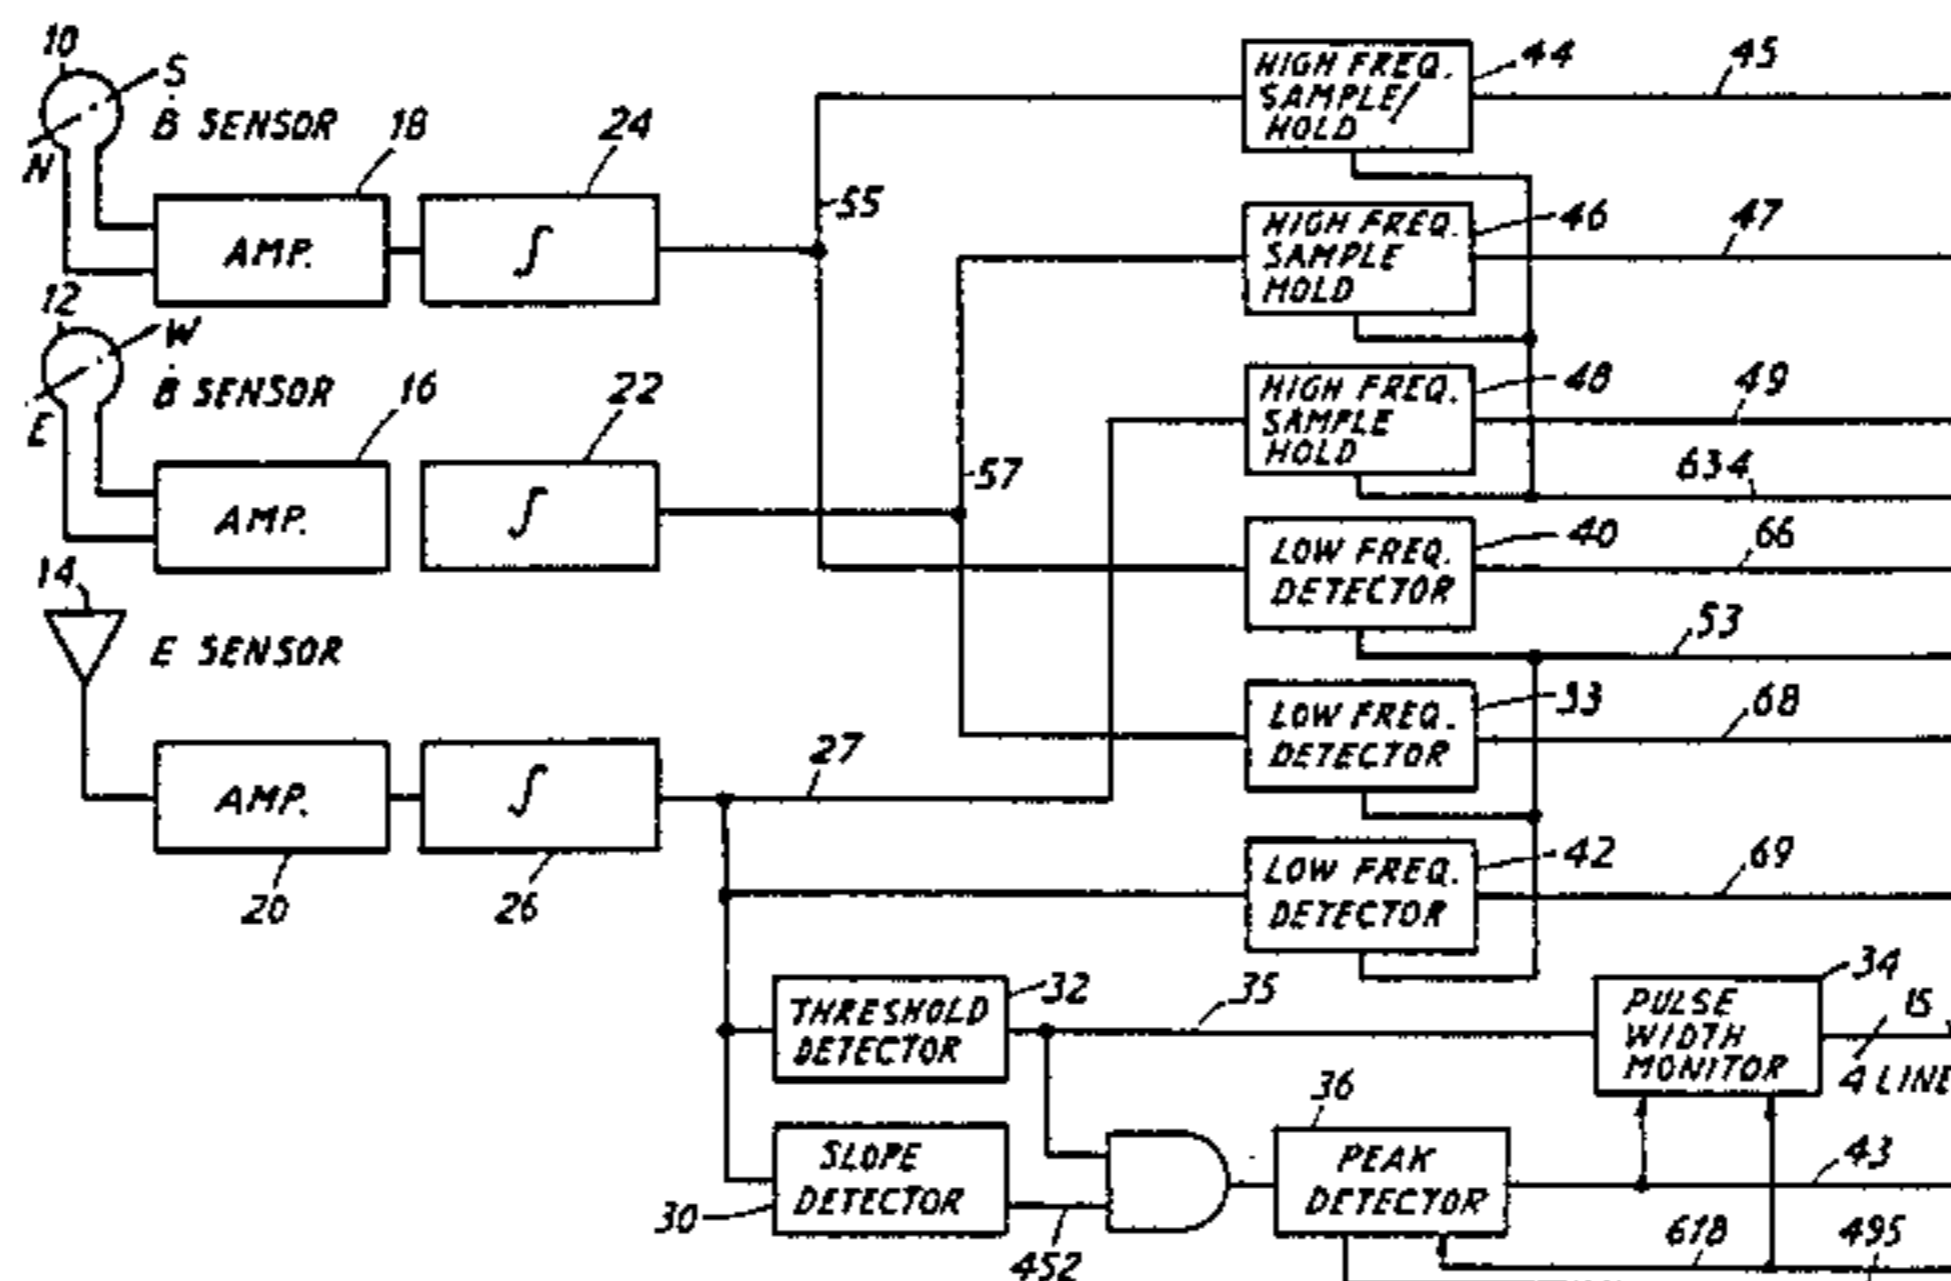 10
S
Ḃ SENSOR
N
18
24
AMP.
∫
55
HIGH FREQ.
SAMPLE/
HOLD
44
45
HIGH FREQ.
SAMPLE
HOLD
46
47
12
W
Ḃ SENSOR
E
16
22
AMP.
∫
57
HIGH FREQ.
SAMPLE
HOLD
48
49
634
LOW FREQ.
DETECTOR
40
66
53
14
E SENSOR
LOW FREQ.
DETECTOR
33
68
27
AMP.
∫
20
26
LOW FREQ.
DETECTOR
42
69
THRESHOLD
DETECTOR
32
35
PULSE
WIDTH
MONITOR
34
15
4 LINE
SLOPE
DETECTOR
30
452
36
PEAK
DETECTOR
43
618
495